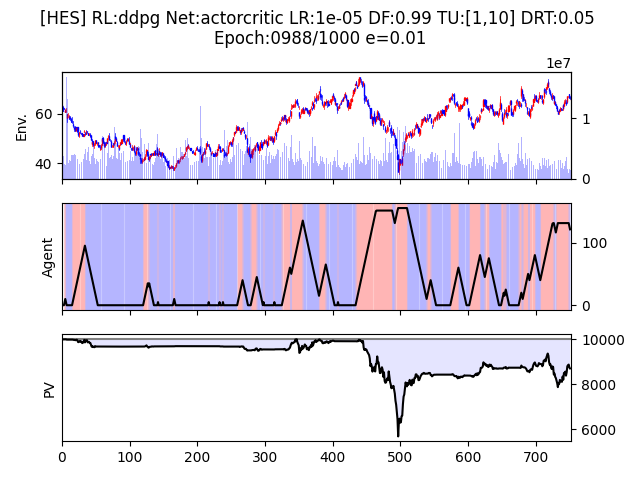 [HES] RL:ddpg Net:actorcritic LR:1e-05 DF:0.99 TU:[1,10] DRT:0.05
Epoch:0988/1000 e=0.01
1e7
Env.
60
40
1
0
Agent
100
0
PV
10000
8000
6000
0 100 200 300 400 500 600 700